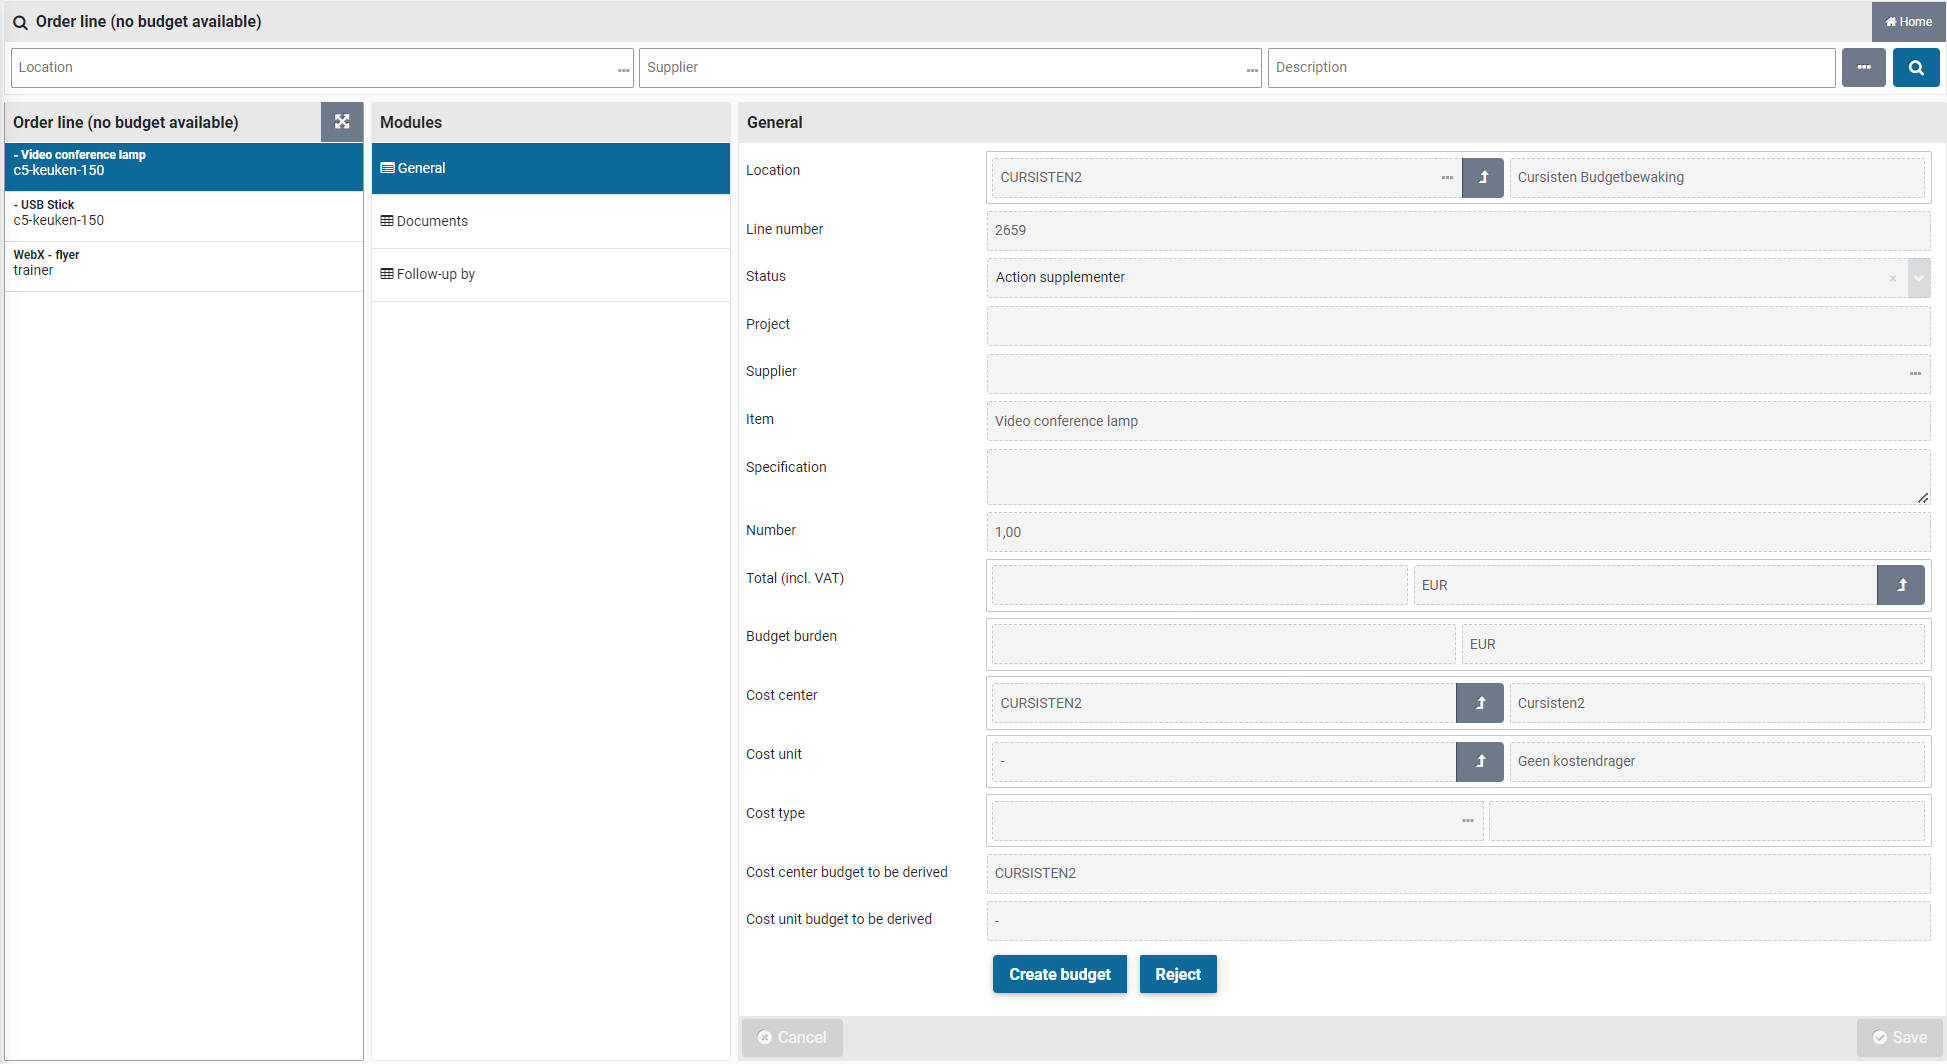 Order line (no budget available)
Home
Location
Supplier
Description
Order line (no budget available)
- Video conference lamp
c5-keuken-150
- USB Stick
c5-keuken-150
WebX - flyer
trainer
Modules
General
Documents
Follow-up by
General
Location
CURSISTEN2
Cursisten Budgetbewaking
Line number
2659
Status
Action supplementer
Project
Supplier
Item
Video conference lamp
Specification
Number
1,00
Total (incl. VAT)
EUR
Budget burden
EUR
Cost center
CURSISTEN2
Cursisten2
Cost unit
-
Geen kostendrager
Cost type
Cost center budget to be derived
CURSISTEN2
Cost unit budget to be derived
-
Create budget
Reject
Cancel
Save